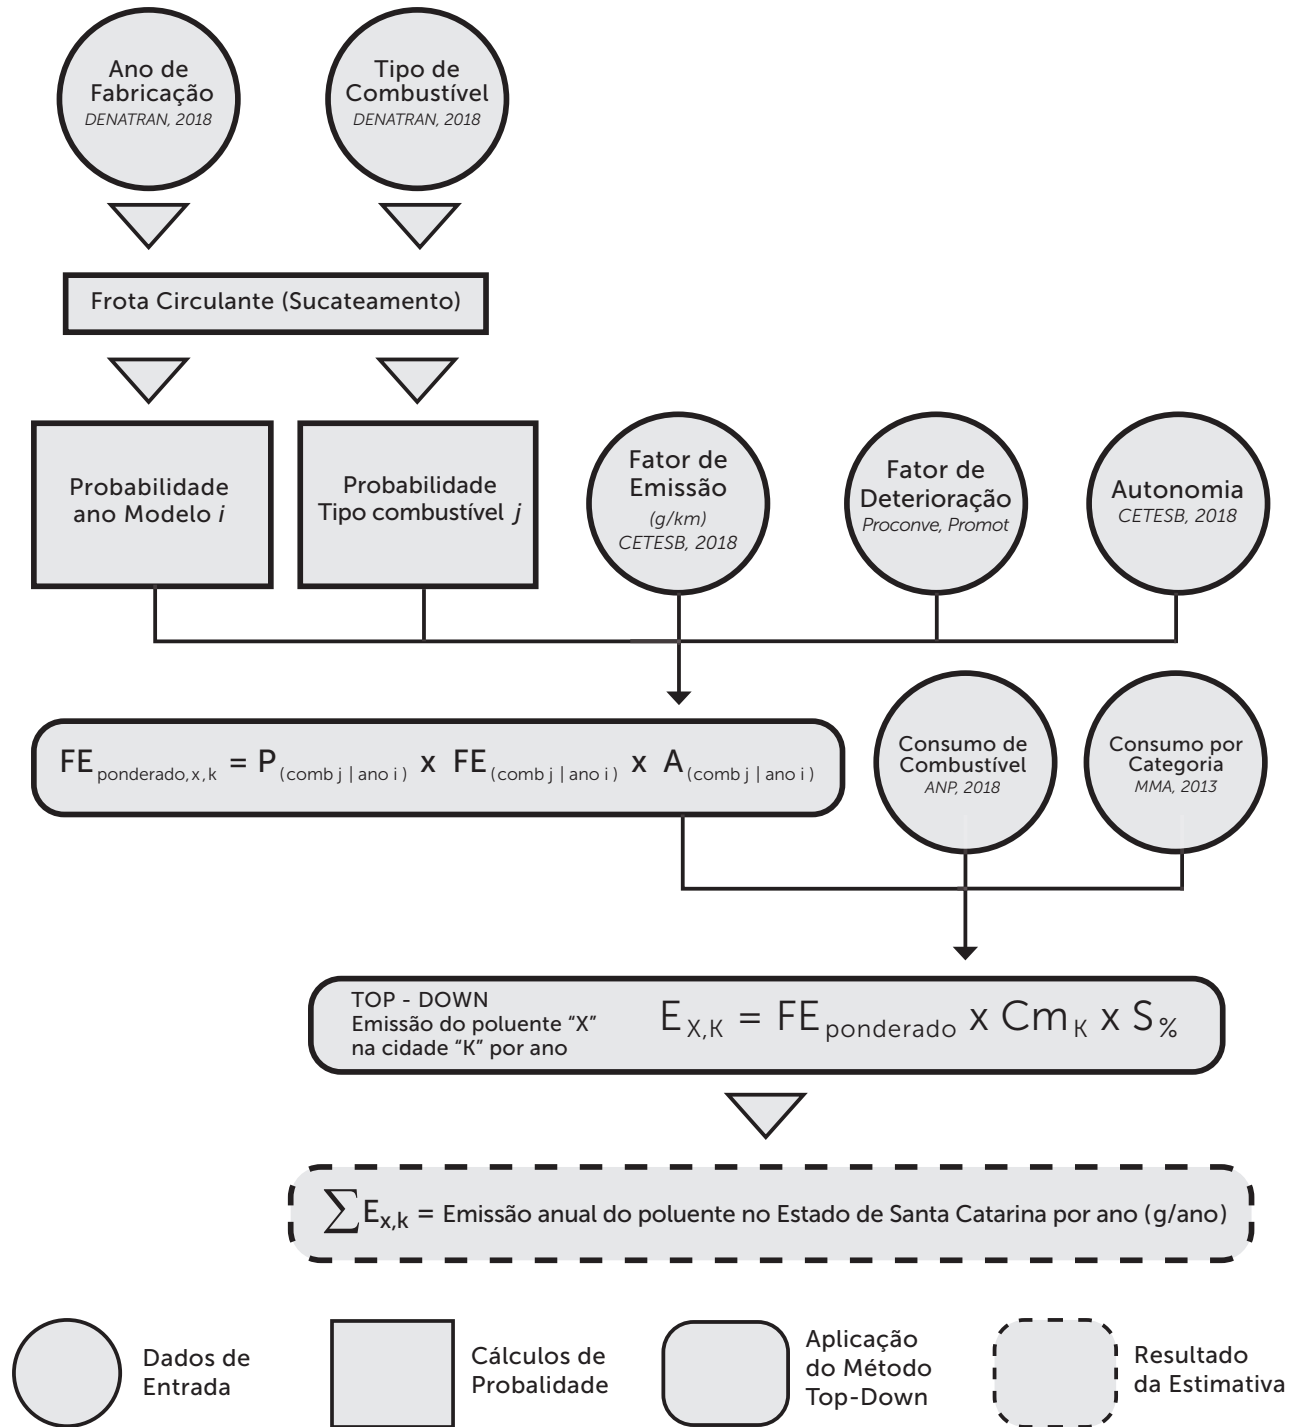 Ano de
Fabricação
DENATRAN, 2018
Tipo de
Combustível
DENATRAN, 2018
Frota Circulante (Sucateamento)
Probabilidade
ano Modelo i
Probabilidade
Tipo combustível j
Fator de
Emissão
(g/km)
CETESB, 2018
Fator de
Deterioração
Proconve, Promot
Autonomia
CETESB, 2018
FE ponderado,x,k = P (comb j | ano i) x FE (comb j | ano i) x A (comb j | ano i)
Consumo de
Combustível
ANP, 2018
Consumo por
Categoria
MMA, 2013
TOP - DOWN
Emissão do poluente “X”
na cidade “K” por ano
E X,K = FE ponderado x Cm K x S %
∑ E x,k = Emissão anual do poluente no Estado de Santa Catarina por ano (g/ano)
Dados de
Entrada
Cálculos de
Probalidade
Aplicação
do Método
Top-Down
Resultado
da Estimativa